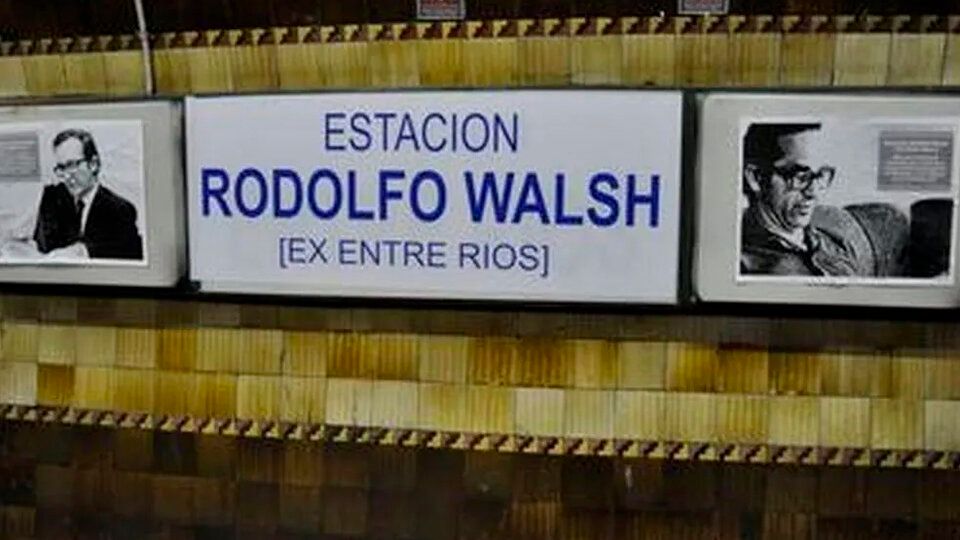 ESTACION
RODOLFO WALSH
[EX ENTRE RIOS]